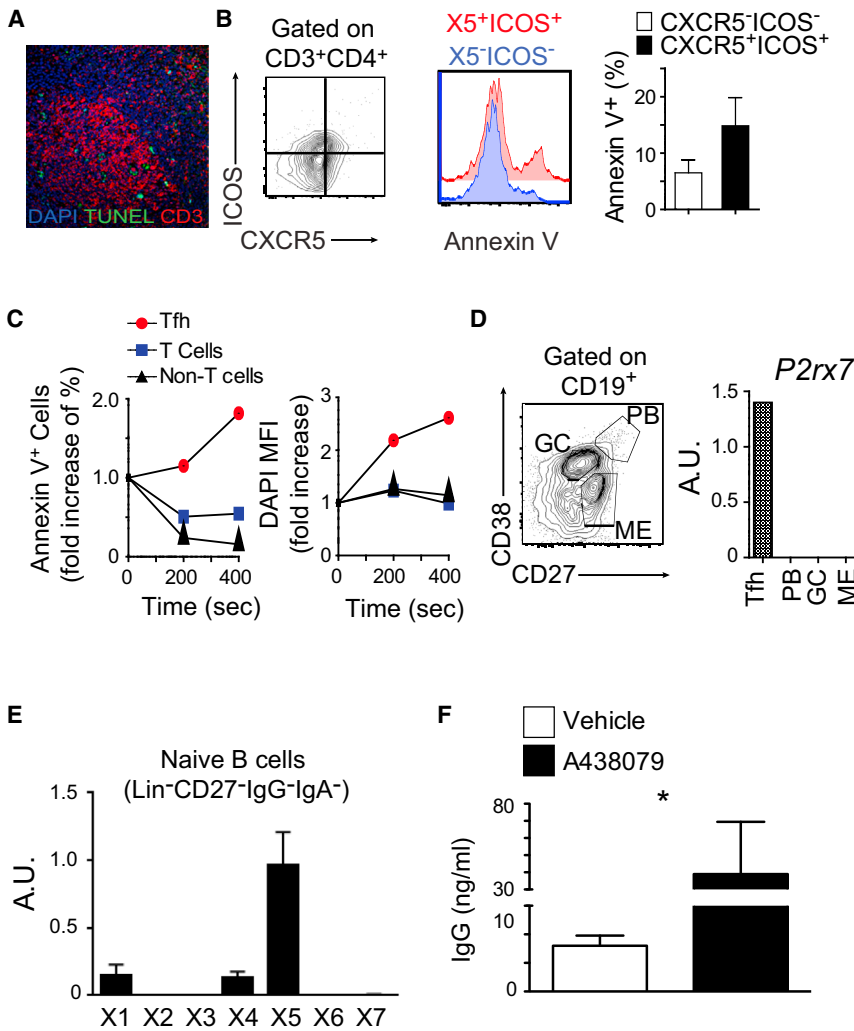 A
DAPI TUNEL CD3
B
Gated on
CD3⁺CD4⁺
ICOS
CXCR5
X5⁺ICOS⁺
X5⁻ICOS⁻
Annexin V
CXCR5⁻ICOS⁻
CXCR5⁺ICOS⁺
Annexin V+ (%)
20
10
0
C
Tfh
T Cells
Non-T cells
Annexin V⁺ Cells
(fold increase of %)
2.0
1.0
0
0 200 400
Time (sec)
DAPI MFI
(fold increase)
3
2
1
0
0 200 400
Time (sec)
D
Gated on
CD19⁺
CD38
CD27
PB
GC
ME
P2rx7
A.U.
1.5
1.0
0.5
0
Tfh
PB
GC
ME
E
Naive B cells
(Lin⁻CD27⁻IgG⁻IgA⁻)
A.U.
1.5
1.0
0.5
0
X1 X2 X3 X4 X5 X6 X7
F
Vehicle
A438079
*
IgG (ng/ml)
80
30
10
0